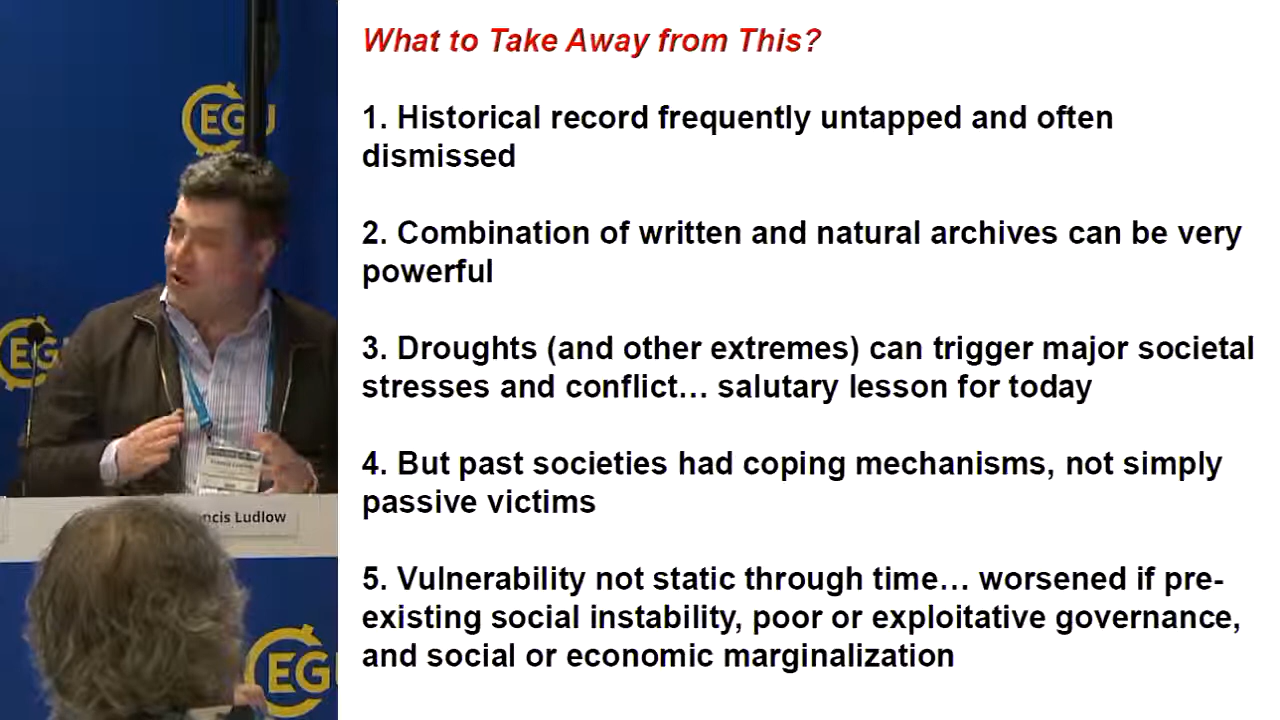 What to Take Away from This?
1. Historical record frequently untapped and often
dismissed
2. Combination of written and natural archives can be very
powerful
3. Droughts (and other extremes) can trigger major societal
stresses and conflict… salutary lesson for today
4. But past societies had coping mechanisms, not simply
passive victims
5. Vulnerability not static through time… worsened if pre-
existing social instability, poor or exploitative governance,
and social or economic marginalization
EGU
EG
Ludlow
EGU